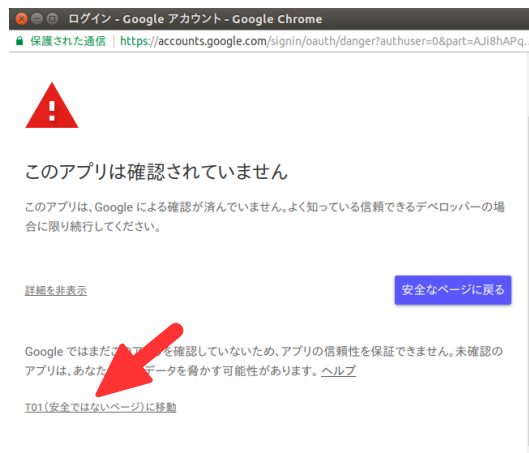 ログイン - Google アカウント - Google Chrome
保護された通信 | https://accounts.google.com/signin/oauth/danger?authuser=0&part=AJi8hAPq...
このアプリは確認されていません
このアプリは、Google による確認が済んでいません。よく知っている信頼できるデベロッパーの場
合に限り続行してください。
詳細を非表示
安全なページに戻る
Google ではまだこ を確認していないため、アプリの信頼性を保証できません。未確認の
アプリは、あなた データを脅かす可能性があります。ヘルプ
T01(安全ではないページ)に移動